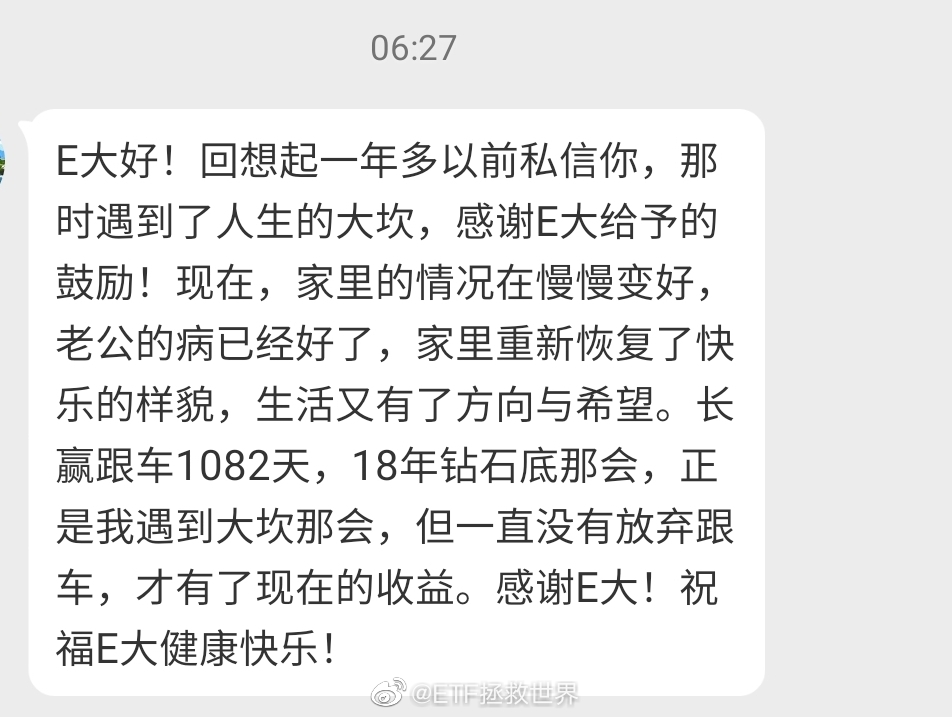 06:27
E大好！回想起一年多以前私信你，那
时遇到了人生的大坎，感谢E大给予的
鼓励！现在，家里的情况在慢慢变好，
老公的病已经好了，家里重新恢复了快
乐的样貌，生活又有了方向与希望。长
赢跟车1082天，18年钻石底那会，正
是我遇到大坎那会，但一直没有放弃跟
车，才有了现在的收益。感谢E大！祝
福E大健康快乐！
@ETF拯救世界